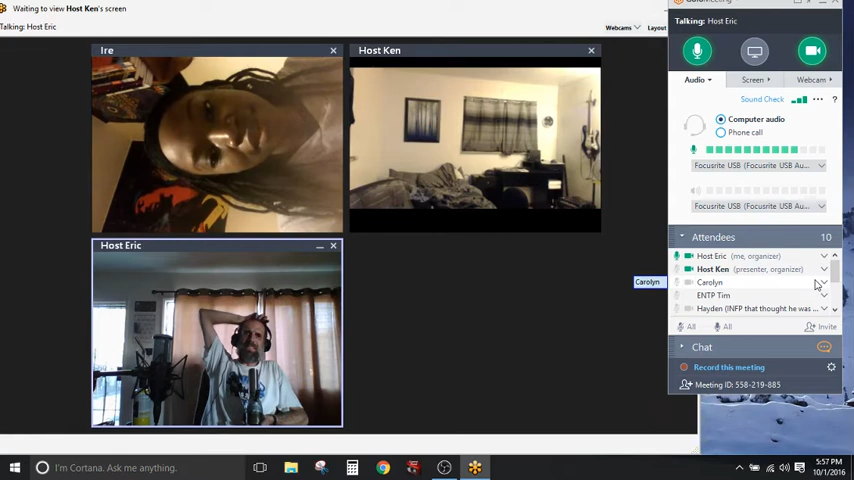 Waiting to view Host Ken's screen
Talking: Host Eric
Webcams
Layout
Ire
Host Ken
Host Eric
Talking: Host Eric
Audio
Screen
Webcam
Sound Check
?
Computer audio
Phone call
Focusrite USB (Focusrite USB Au...
Focusrite USB (Focusrite USB Au...
Attendees 10
Host Eric (me, organizer)
Host Ken (presenter, organizer)
Carolyn
Carolyn
ENTP Tim
Hayden (INFP that thought he was ...
All
All
Invite
Chat
Record this meeting
Meeting ID: 558-219-885
I'm Cortana. Ask me anything.
5:57 PM
10/1/2016